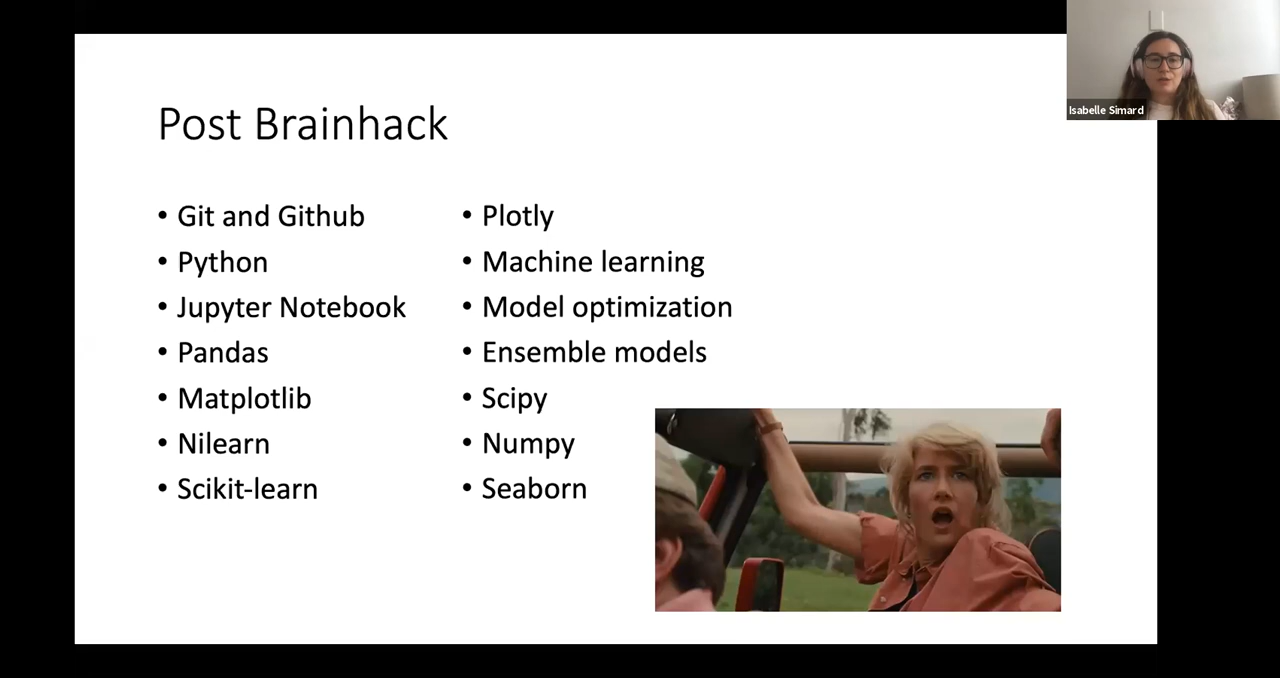 Isabelle Simard
Post Brainhack
• Git and Github
• Python
• Jupyter Notebook
• Pandas
• Matplotlib
• Nilearn
• Scikit-learn
• Plotly
• Machine learning
• Model optimization
• Ensemble models
• Scipy
• Numpy
• Seaborn